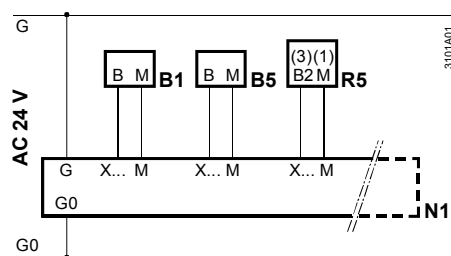 G
3101A01
(3) (1)
B M B1
B M B5
B2 M R5
AC 24 V
G X... M X... M X... M
G0
N1
G0